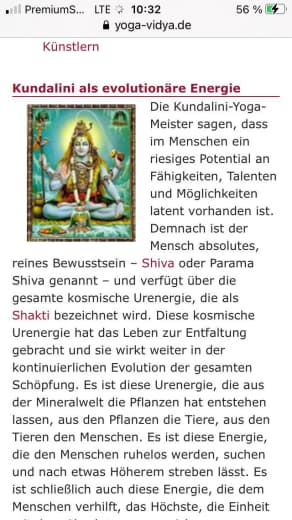 PremiumS... LTE 10:32 56 %
yoga-vidya.de
Künstlern
Kundalini als evolutionäre Energie
Die Kundalini-Yoga-
Meister sagen, dass
im Menschen ein
riesiges Potential an
Fähigkeiten, Talenten
und Möglichkeiten
latent vorhanden ist.
Demnach ist der
Mensch absolutes,
reines Bewusstsein – Shiva oder Parama
Shiva genannt – und verfügt über die
gesamte kosmische Urenergie, die als
Shakti bezeichnet wird. Diese kosmische
Urenergie hat das Leben zur Entfaltung
gebracht und sie wirkt weiter in der
kontinuierlichen Evolution der gesamten
Schöpfung. Es ist diese Urenergie, die aus
der Mineralwelt die Pflanzen hat entstehen
lassen, aus den Pflanzen die Tiere, aus den
Tieren den Menschen. Es ist diese Energie,
die den Menschen ruhelos werden, suchen
und nach etwas Höherem streben lässt. Es
ist schließlich auch diese Energie, die dem
Menschen verhilft, das Höchste, die Einheit